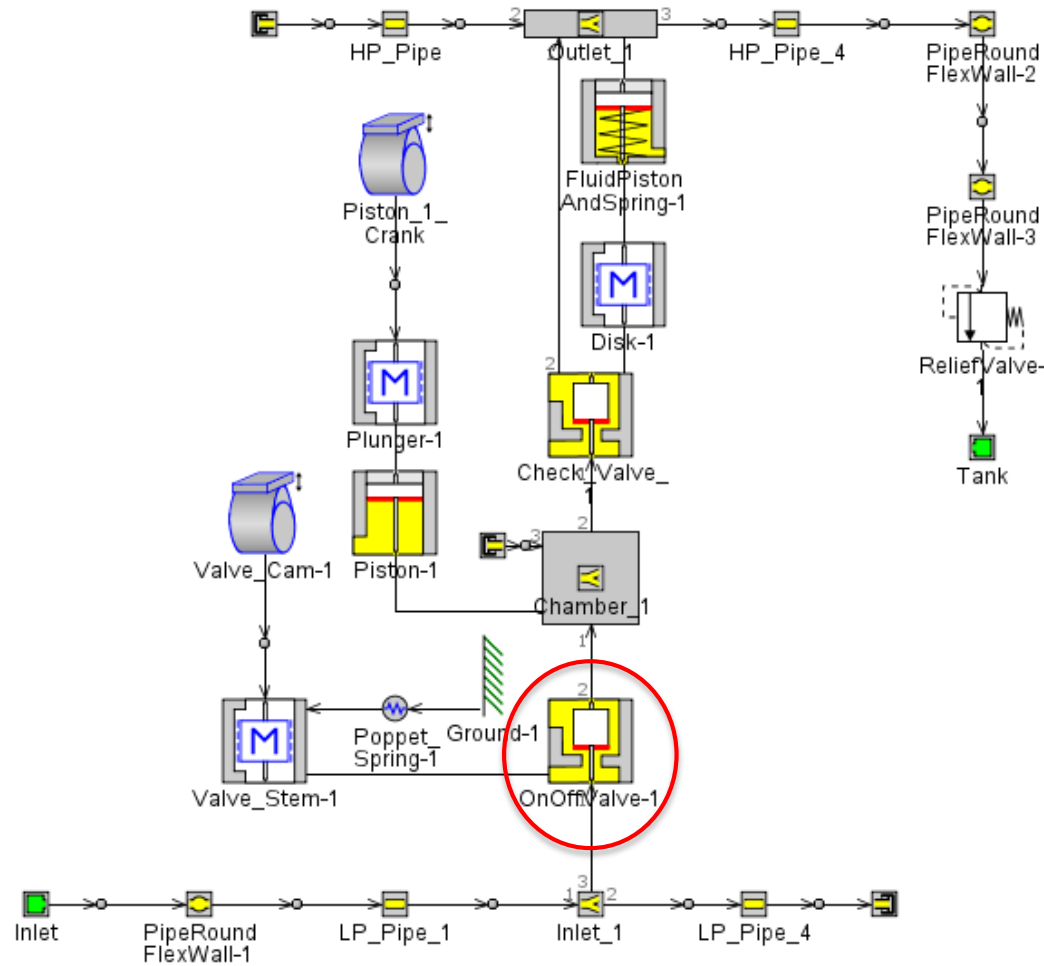 2
3
HP_Pipe
Outlet_1
HP_Pipe_4
PipeRound
FlexWall-2
FluidPiston
AndSpring-1
Piston_1_
Crank
PipeRound
FlexWall-3
M
Disk-1
M
Plunger-1
2
ReliefValve-
1
Check_Valve_
1
Tank
Valve_Cam-1
Piston-1
3
2
Chamber_1
1
M
Valve_Stem-1
Poppet_
Spring-1
Ground-1
2
OnOffValve-1
3
1
2
Inlet
PipeRound
FlexWall-1
LP_Pipe_1
Inlet_1
LP_Pipe_4